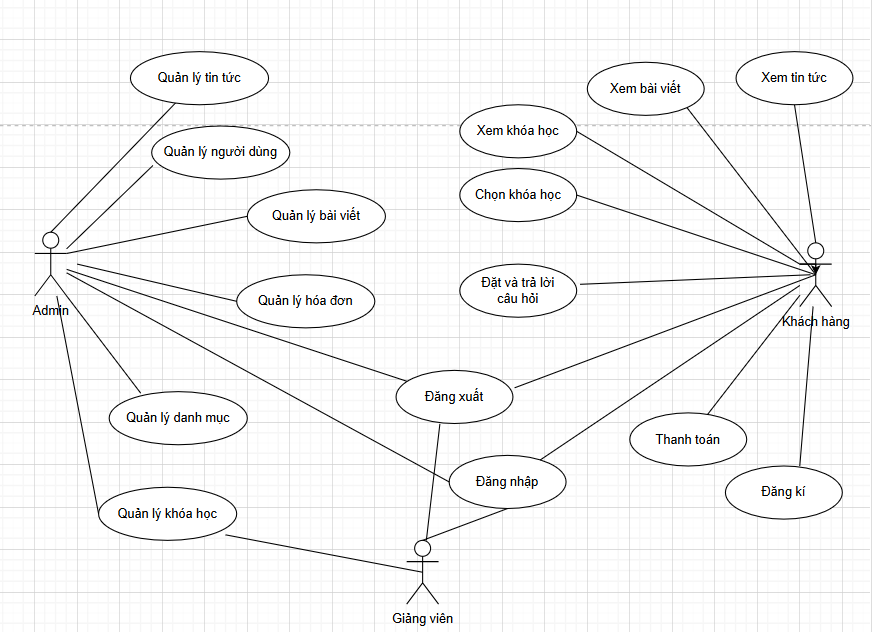 Quản lý tin tức
Xem bài viết
Xem tin tức
Xem khóa học
Quản lý người dùng
Chọn khóa học
Quản lý bài viết
Đặt và trả lời
câu hỏi
Quản lý hóa đơn
Admin
Khách hàng
Đăng xuất
Quản lý danh mục
Thanh toán
Đăng nhập
Đăng kí
Quản lý khóa học
Giảng viên